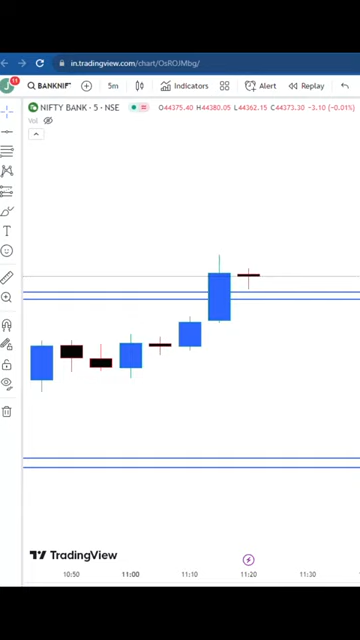 in.tradingview.com/chart/OsROJMbg/
J 11 BANKNIF 5m Indicators Alert Replay
NIFTY BANK · 5 · NSE O44375.40 H44380.05 L44362.15 C44373.30 −3.10 (−0.01%)
Vol
T
TradingView
10:50 11:00 11:10 11:20 11:30